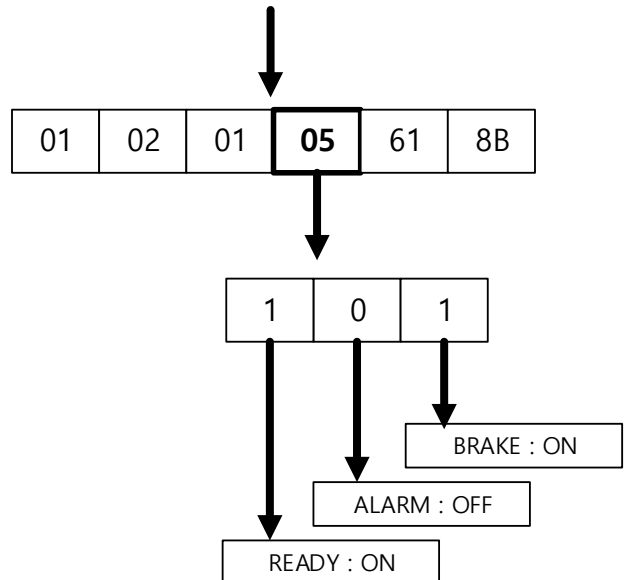 01 02 01 05 61 8B
1 0 1
BRAKE : ON
ALARM : OFF
READY : ON